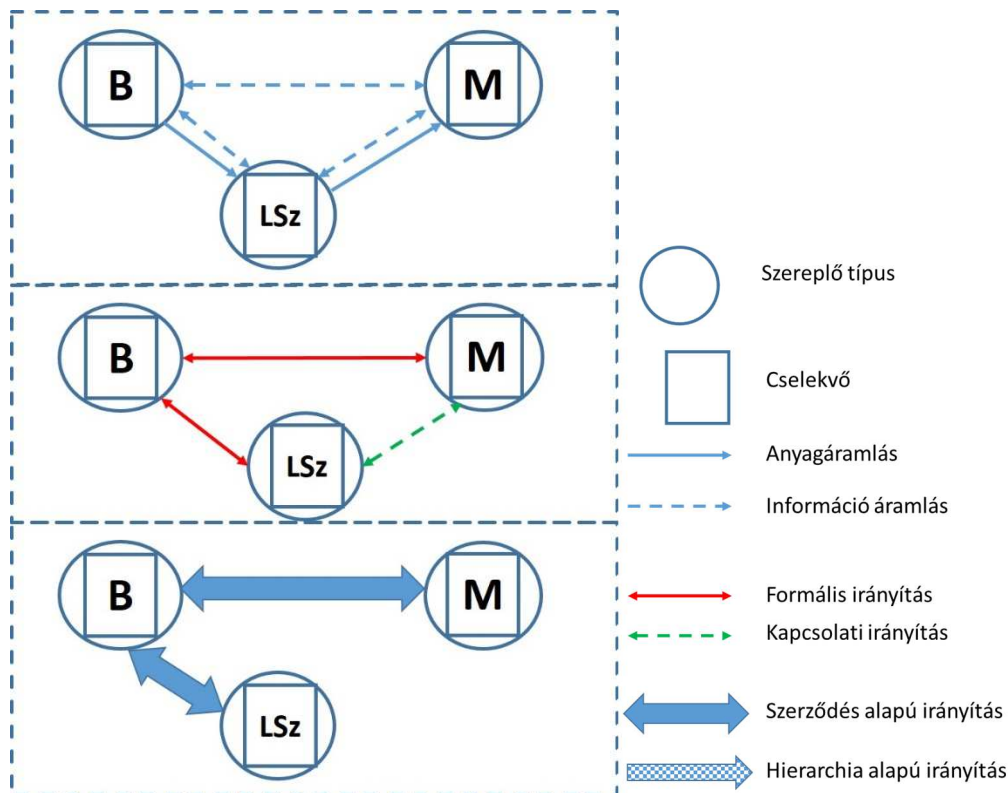 B
M
LSz
B
M
LSz
B
M
LSz
Szereplő típus
Cselekvő
Anyagáramlás
Információ áramlás
Formális irányítás
Kapcsolati irányítás
Szerződés alapú irányítás
Hierarchia alapú irányítás